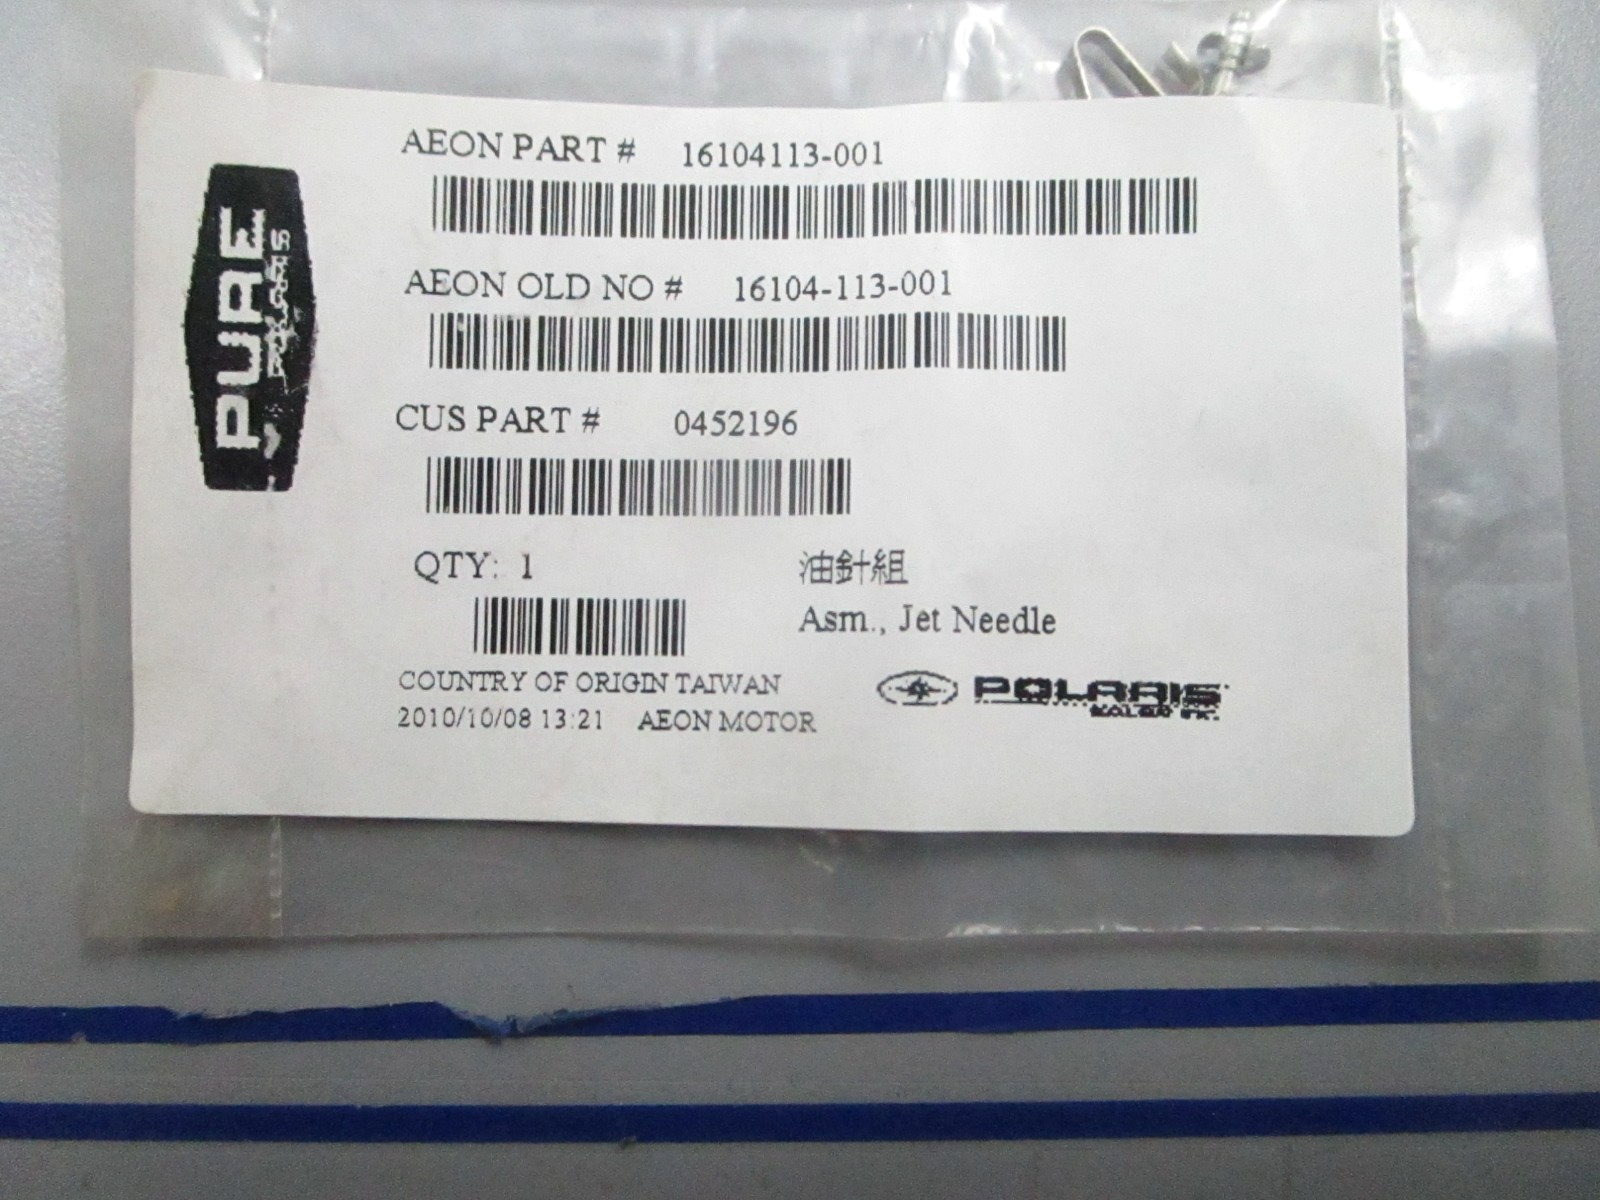 PURE
AEON PART # 16104113-001
AEON OLD NO # 16104-113-001
CUS PART # 0452196
QTY: 1
油針組
Asm., Jet Needle
COUNTRY OF ORIGIN TAIWAN
2010/10/08 13:21 AEON MOTOR
POLARIS